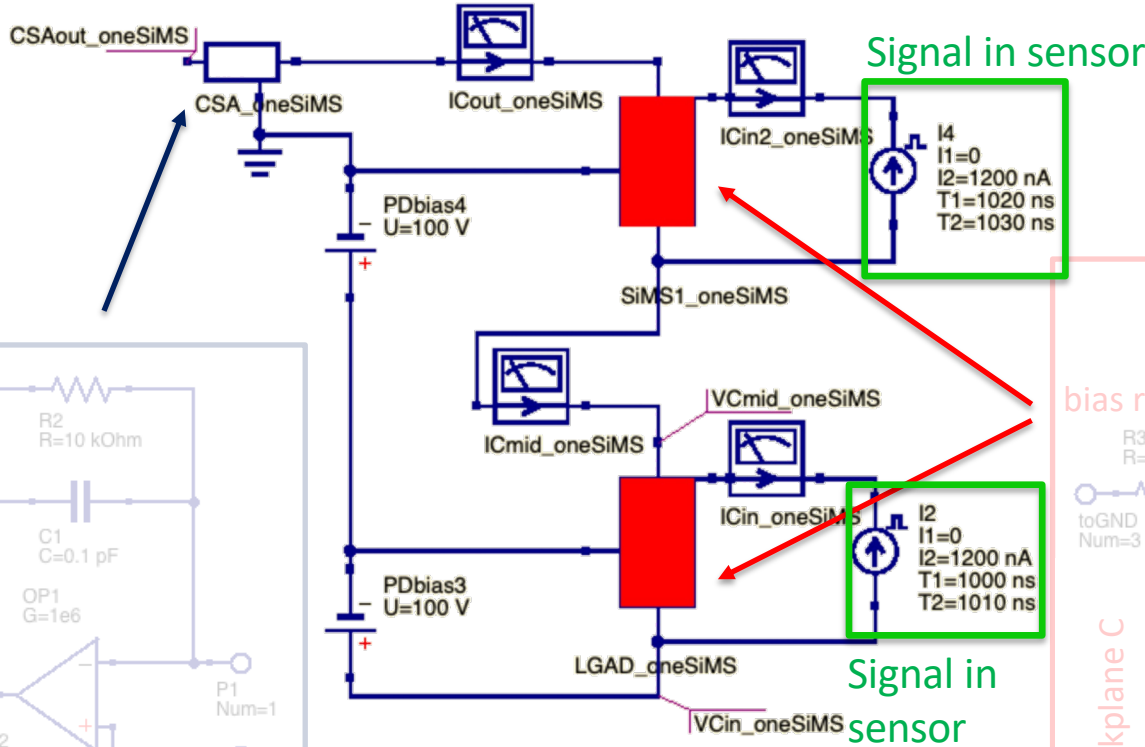 CSAout_oneSiMS
CSA_oneSiMS
ICout_oneSiMS
Signal in sensor
ICin2_oneSiMS
I4
I1=0
I2=1200 nA
T1=1020 ns
T2=1030 ns
PDbias4
U=100 V
−
+
SiMS1_oneSiMS
ICmid_oneSiMS
VCmid_oneSiMS
ICin_oneSiMS
I2
I1=0
I2=1200 nA
T1=1000 ns
T2=1010 ns
PDbias3
U=100 V
−
+
LGAD_oneSiMS
VCin_oneSiMS
Signal in
sensor
R2
R=10 kOhm
C1
C=0.1 pF
OP1
G=1e6
−
+
P1
Num=1
bias r
R3
R=
toGND
Num=3
kplane C